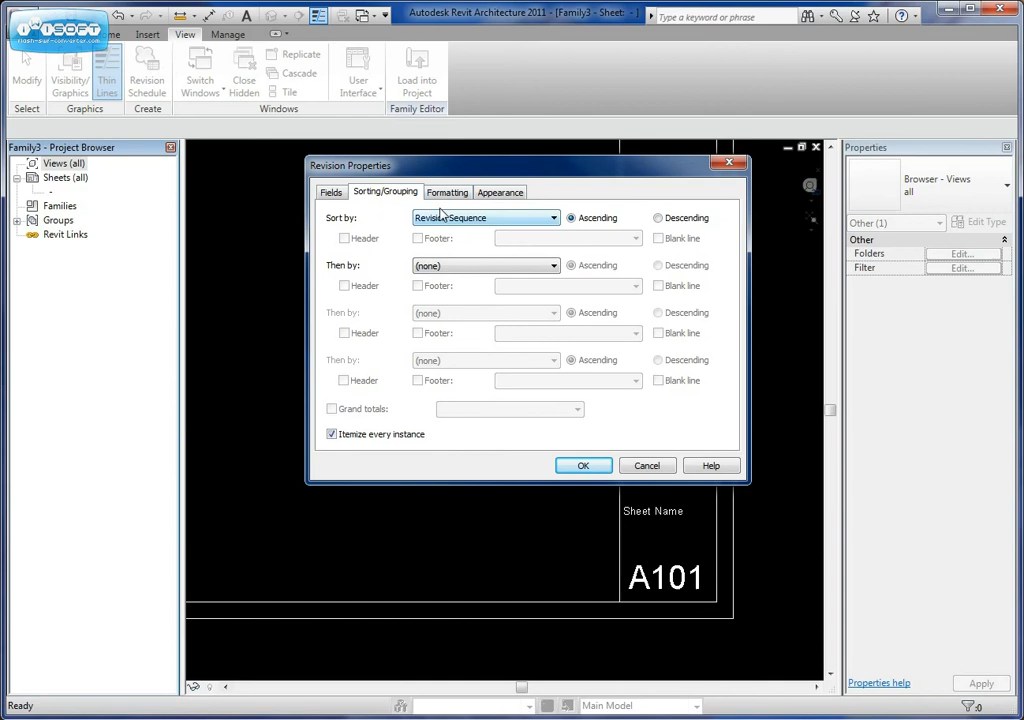 Autodesk Revit Architecture 2011 - [Family3 - Sheet: - ]
Type a keyword or phrase
iWiSOFT
flash-swf-converter.com
Insert
View
Manage
Modify
Visibility/
Graphics
Thin
Lines
Revision
Schedule
Switch
Windows
Close
Hidden
Replicate
Cascade
Tile
User
Interface
Load into
Project
Select
Graphics
Create
Windows
Family Editor
Family3 - Project Browser
Views (all)
Sheets (all)
-
Families
Groups
Revit Links
Revision Properties
Fields
Sorting/Grouping
Formatting
Appearance
Sort by:
Revision Sequence
Ascending
Descending
Header
Footer:
Blank line
Then by:
(none)
Ascending
Descending
Header
Footer:
Blank line
Then by:
(none)
Ascending
Descending
Header
Footer:
Blank line
Then by:
(none)
Ascending
Descending
Header
Footer:
Blank line
Grand totals:
Itemize every instance
OK
Cancel
Help
Sheet Name
A101
Properties
Browser - Views
all
Other (1)
Edit Type
Other
Folders
Edit...
Filter
Edit...
Properties help
Apply
Ready
Main Model
:0